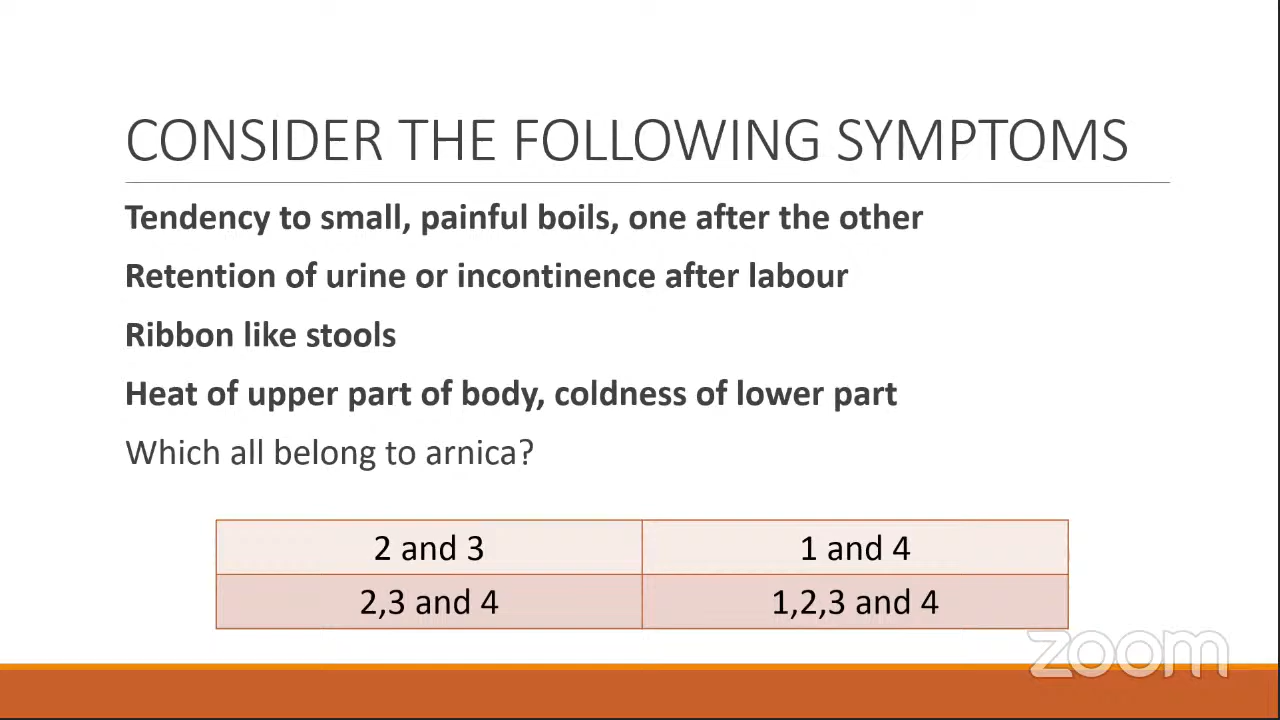 CONSIDER THE FOLLOWING SYMPTOMS
Tendency to small, painful boils, one after the other
Retention of urine or incontinence after labour
Ribbon like stools
Heat of upper part of body, coldness of lower part
Which all belong to arnica?
2 and 3
1 and 4
2,3 and 4
1,2,3 and 4
zoom